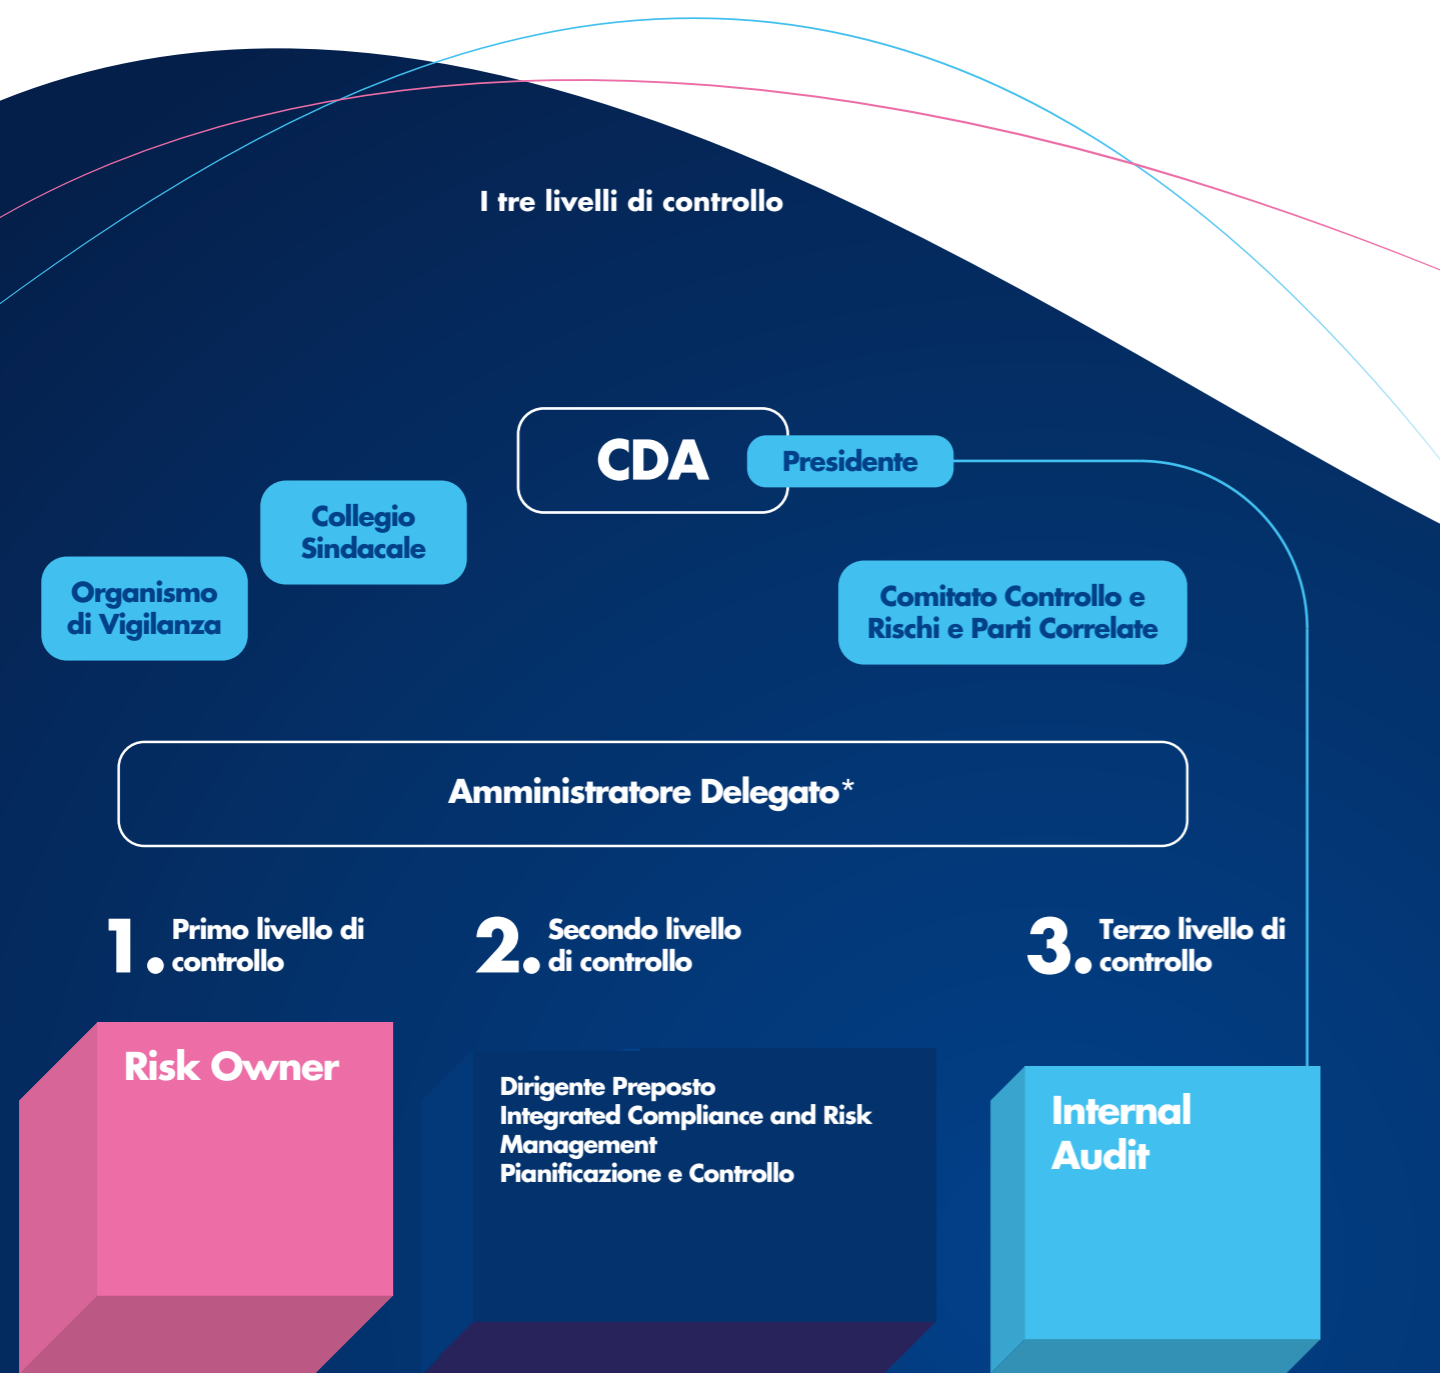 I tre livelli di controllo
CDA
Presidente
Collegio
Sindacale
Organismo
di Vigilanza
Comitato Controllo e
Rischi e Parti Correlate
Amministratore Delegato*
1. Primo livello di
controllo
2. Secondo livello
di controllo
3. Terzo livello di
controllo
Risk Owner
Dirigente Preposto
Integrated Compliance and Risk
Management
Pianificazione e Controllo
Internal
Audit